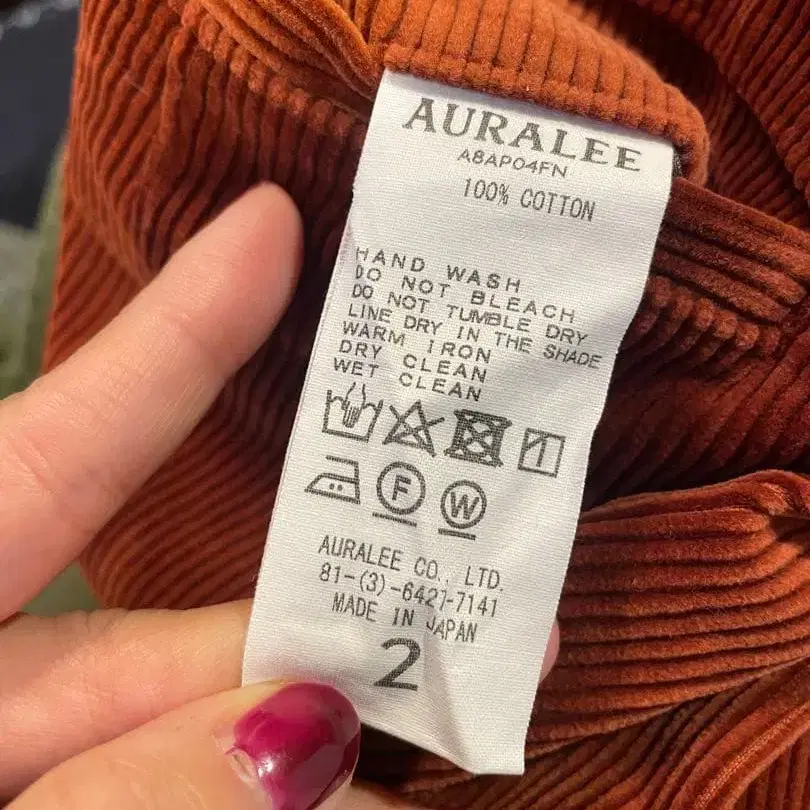 AURALEE
A8AP04FN
100% COTTON
HAND WASH
DO NOT BLEACH
DO NOT TUMBLE DRY
LINE DRY IN THE SHADE
WARM IRON
DRY CLEAN
WET CLEAN
F
W
AURALEE CO., LTD.
81-(3)-6427-7141
MADE IN JAPAN
2